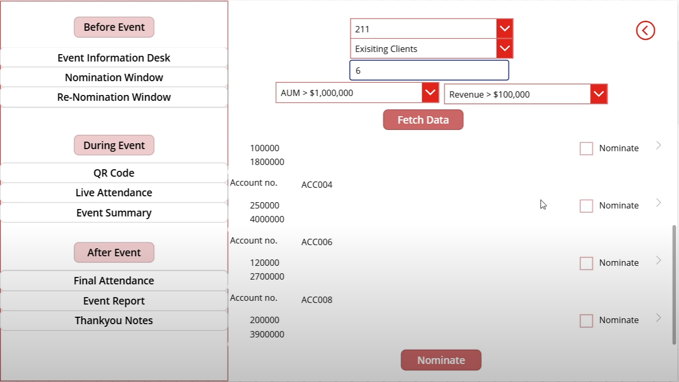 Before Event
Event Information Desk
Nomination Window
Re-Nomination Window
During Event
QR Code
Live Attendance
Event Summary
After Event
Final Attendance
Event Report
Thankyou Notes
211
Exisiting Clients
6
AUM > $1,000,000
Revenue > $100,000
Fetch Data
100000
Nominate
1800000
Account no. ACC004
250000
Nominate
4000000
Account no. ACC006
120000
Nominate
2700000
Account no. ACC008
200000
Nominate
3900000
Nominate